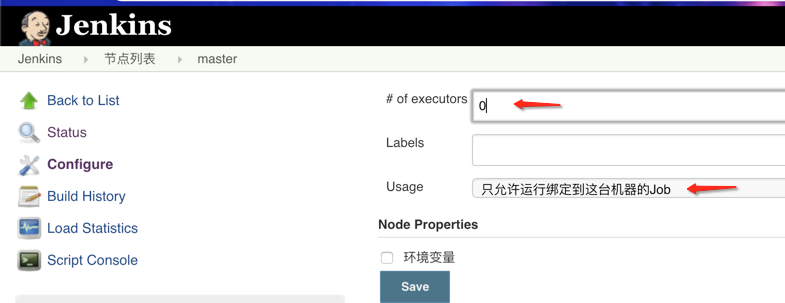 Jenkins
Jenkins 节点列表 master
Back to List
Status
Configure
Build History
Load Statistics
Script Console
# of executors 0
Labels
Usage 只允许运行绑定到这台机器的Job
Node Properties
环境变量
Save